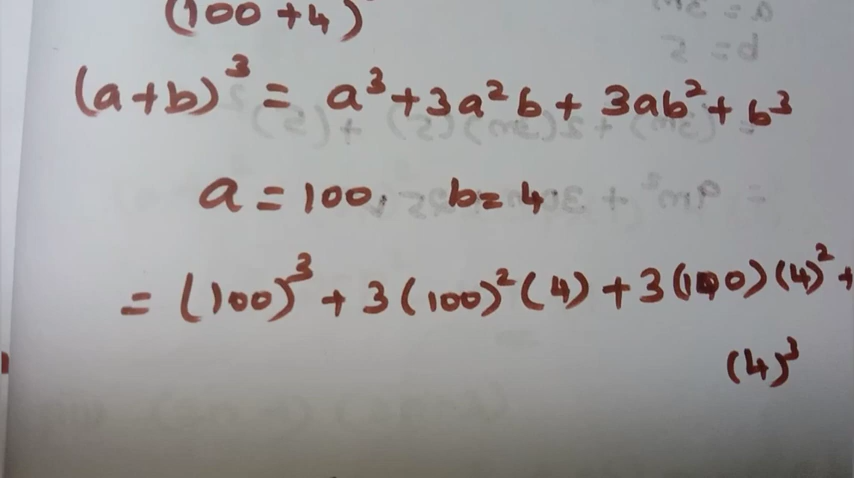 (100+4)
(a+b)³ = a³+3a²b+ 3ab²+b³
a=100, b=4
= (100)³+3(100)²(4)+3(100)(4)²+
(4)³